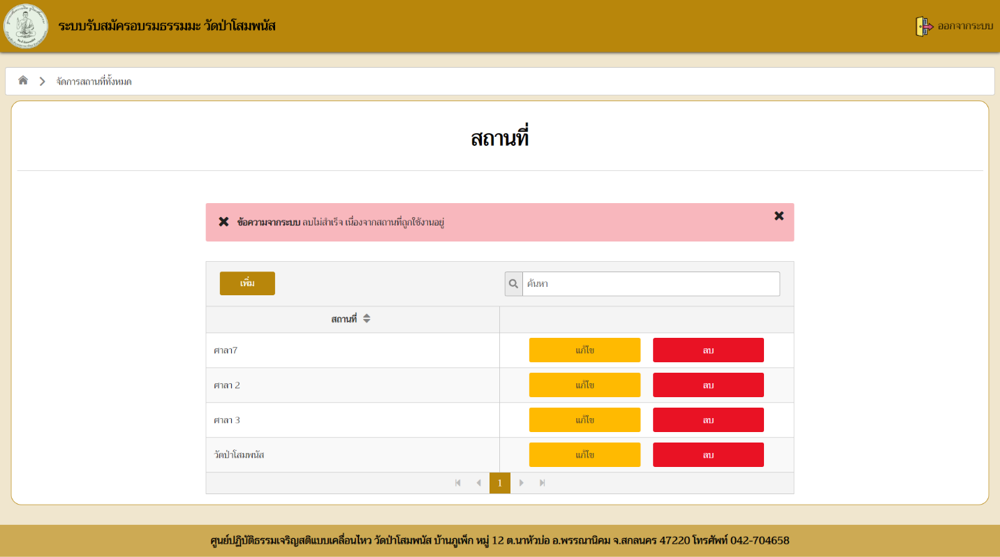 ระบบรับสมัครอบรมธรรมมะ วัดป่าโสมพนัส
ออกจากระบบ
จัดการสถานที่ทั้งหมด
สถานที่
ข้อความจากระบบ ลบไม่สำเร็จ เนื่องจากสถานที่ถูกใช้งานอยู่
เพิ่ม
ค้นหา
สถานที่
ศาลา7 แก้ไข ลบ
ศาลา 2 แก้ไข ลบ
ศาลา 3 แก้ไข ลบ
วัดป่าโสมพนัส แก้ไข ลบ
1
ศูนย์ปฏิบัติธรรมเจริญสติแบบเคลื่อนไหว วัดป่าโสมพนัส บ้านภูเพ็ก หมู่ 12 ต.นาหัวบ่อ อ.พรรณานิคม จ.สกลนคร 47220 โทรศัพท์ 042-704658